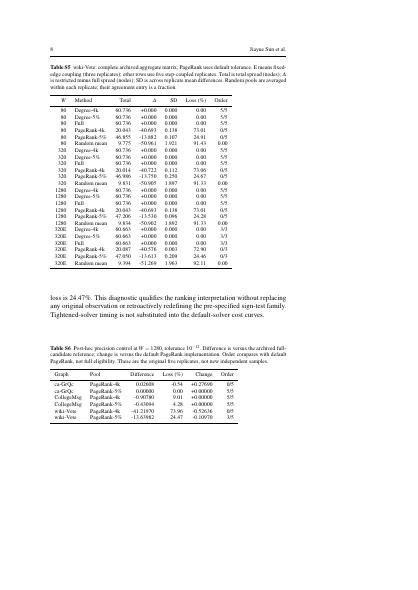 8 Jiayue Sun et al.
Table S5 wiki-Vote: complete archived aggregate matrix; PageRank uses default tolerance. E means fixed-
edge coupling (three replicates); other rows use five step-coupled replicates. Total is total spread (nodes); Δ
is restricted minus full spread (nodes); SD is across replicate mean differences. Random pools are averaged
within each replicate; their agreement entry is a fraction.
W Method Total Δ SD Loss (%) Order
80 Degree-4k 60.736 +0.000 0.000 0.00 5/5
80 Degree-5% 60.736 +0.000 0.000 0.00 5/5
80 Full 60.736 +0.000 0.000 0.00 5/5
80 PageRank-4k 20.043 -40.693 0.138 73.01 0/5
80 PageRank-5% 46.855 -13.882 0.107 24.91 0/5
80 Random mean 9.775 -50.961 1.921 91.43 0.00
320 Degree-4k 60.736 +0.000 0.000 0.00 5/5
320 Degree-5% 60.736 +0.000 0.000 0.00 5/5
320 Full 60.736 +0.000 0.000 0.00 5/5
320 PageRank-4k 20.014 -40.722 0.112 73.06 0/5
320 PageRank-5% 46.986 -13.750 0.250 24.67 0/5
320 Random mean 9.831 -50.905 1.887 91.33 0.00
1280 Degree-4k 60.736 +0.000 0.000 0.00 5/5
1280 Degree-5% 60.736 +0.000 0.000 0.00 5/5
1280 Full 60.736 +0.000 0.000 0.00 5/5
1280 PageRank-4k 20.043 -40.693 0.138 73.01 0/5
1280 PageRank-5% 47.206 -13.530 0.096 24.28 0/5
1280 Random mean 9.834 -50.902 1.892 91.33 0.00
320E Degree-4k 60.663 +0.000 0.000 0.00 3/3
320E Degree-5% 60.663 +0.000 0.000 0.00 3/3
320E Full 60.663 +0.000 0.000 0.00 3/3
320E PageRank-4k 20.087 -40.576 0.003 72.90 0/3
320E PageRank-5% 47.050 -13.613 0.209 24.46 0/3
320E Random mean 9.394 -51.269 1.963 92.11 0.00
loss is 24.47%. This diagnostic qualifies the ranking interpretation without replacing
any original observation or retroactively redefining the pre-specified sign-test family.
Tightened-solver timing is not substituted into the default-solver cost curves.
Table S6 Post-hoc precision control at W = 1280, tolerance 10⁻¹². Difference is versus the archived full-
candidate reference; change is versus the default PageRank implementation. Order compares with default
PageRank, not full eligibility. These are the original five replicates, not new independent samples.
Graph Pool Difference Loss (%) Change Order
ca-GrQc PageRank-4k 0.02608 -0.54 +0.27690 0/5
ca-GrQc PageRank-5% 0.00000 0.00 +0.00000 5/5
CollegeMsg PageRank-4k -0.90780 9.01 +0.00000 5/5
CollegeMsg PageRank-5% -0.43094 4.28 +0.00000 5/5
wiki-Vote PageRank-4k -41.21970 73.96 -0.52636 0/5
wiki-Vote PageRank-5% -13.63982 24.47 -0.10970 3/5